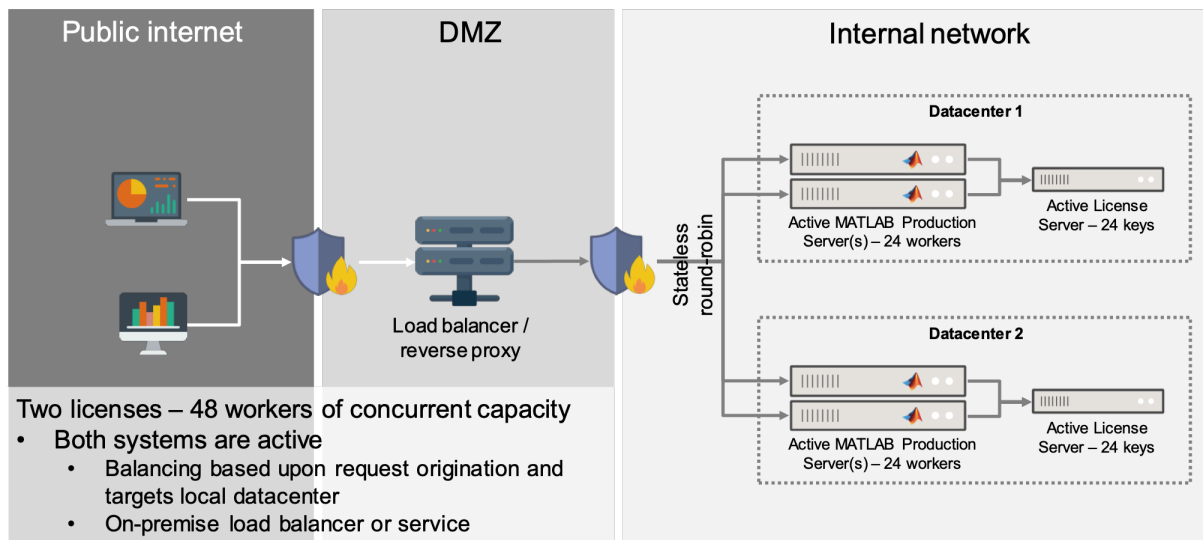 Public internet
DMZ
Internal network
Load balancer /
reverse proxy
Stateless
round-robin
Datacenter 1
Active MATLAB Production
Server(s) – 24 workers
Active License
Server – 24 keys
Datacenter 2
Active MATLAB Production
Server(s) – 24 workers
Active License
Server – 24 keys
Two licenses – 48 workers of concurrent capacity
• Both systems are active
• Balancing based upon request origination and
targets local datacenter
• On-premise load balancer or service